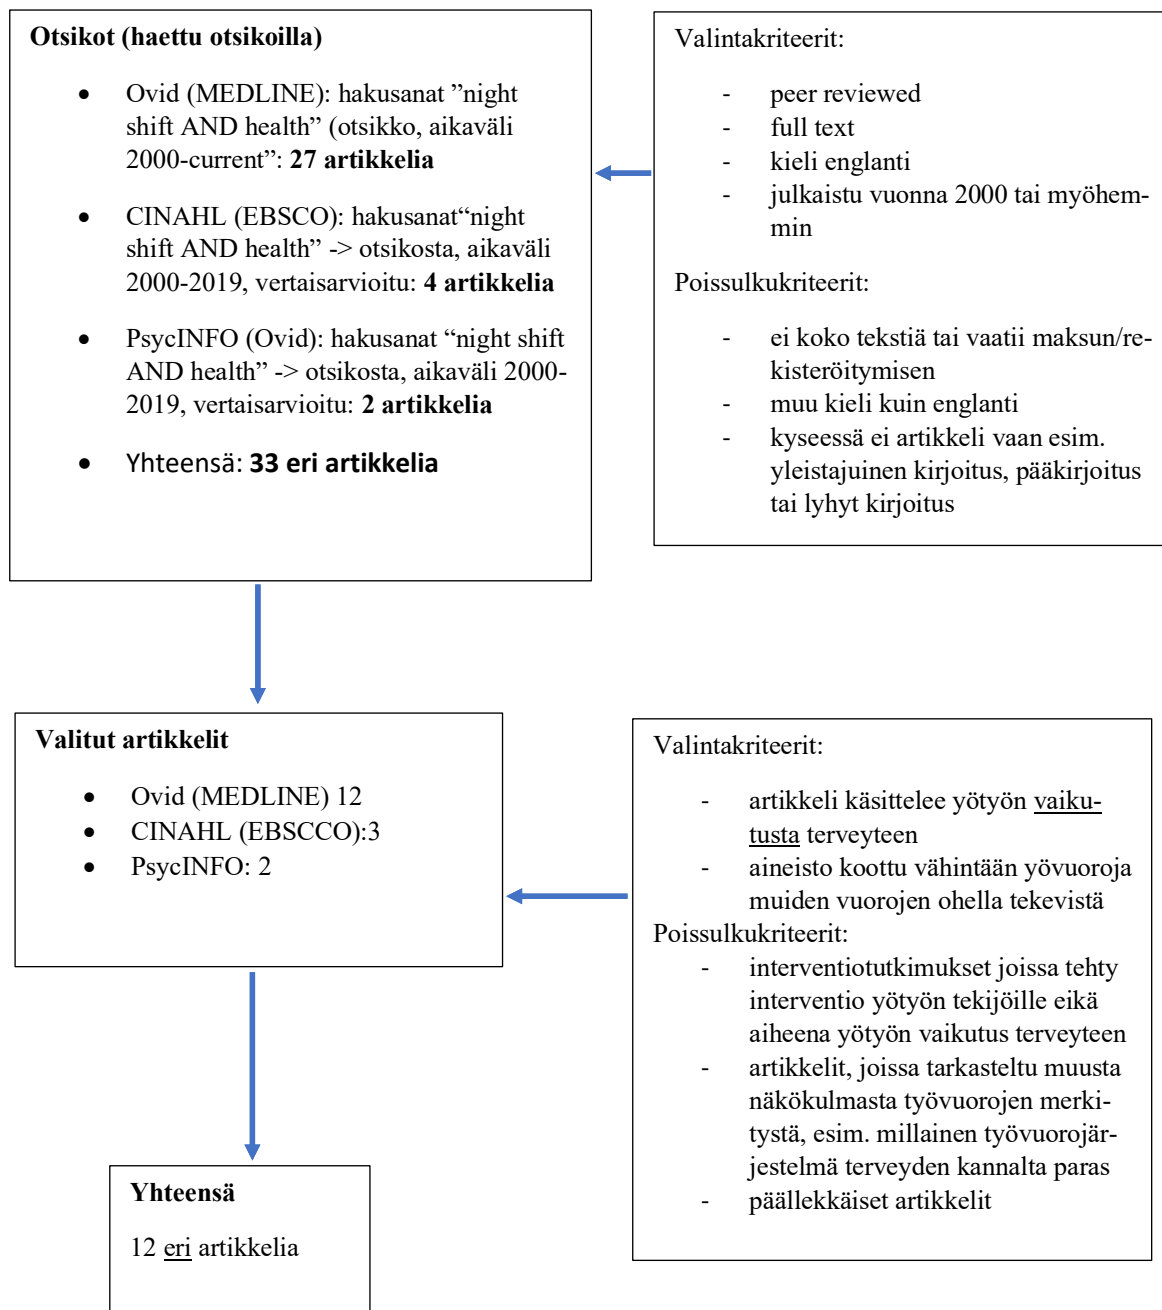 Otsikot (haettu otsikoilla)
• Ovid (MEDLINE): hakusanat ”night
shift AND health” (otsikko, aikaväli
2000-current”: 27 artikkelia
• CINAHL (EBSCO): hakusanat“night
shift AND health” -> otsikosta, aikaväli
2000-2019, vertaisarvioitu: 4 artikkelia
• PsycINFO (Ovid): hakusanat “night shift
AND health” -> otsikosta, aikaväli 2000-
2019, vertaisarvioitu: 2 artikkelia
• Yhteensä: 33 eri artikkelia
Valintakriteerit:
- peer reviewed
- full text
- kieli englanti
- julkaistu vuonna 2000 tai myöhem-
min
Poissulkukriteerit:
- ei koko tekstiä tai vaatii maksun/re-
kisteröitymisen
- muu kieli kuin englanti
- kyseessä ei artikkeli vaan esim.
yleistajuinen kirjoitus, pääkirjoitus
tai lyhyt kirjoitus
Valitut artikkelit
• Ovid (MEDLINE) 12
• CINAHL (EBSCCO):3
• PsycINFO: 2
Valintakriteerit:
- artikkeli käsittelee yötyön vaiku-
tusta terveyteen
- aineisto koottu vähintään yövuoroja
muiden vuorojen ohella tekevistä
Poissulkukriteerit:
- interventiotutkimukset joissa tehty
interventio yötyön tekijöille eikä
aiheena yötyön vaikutus terveyteen
- artikkelit, joissa tarkasteltu muusta
näkökulmasta työvuorojen merki-
tystä, esim. millainen työvuorojär-
jestelmä terveyden kannalta paras
- päällekkäiset artikkelit
Yhteensä
12 eri artikkelia